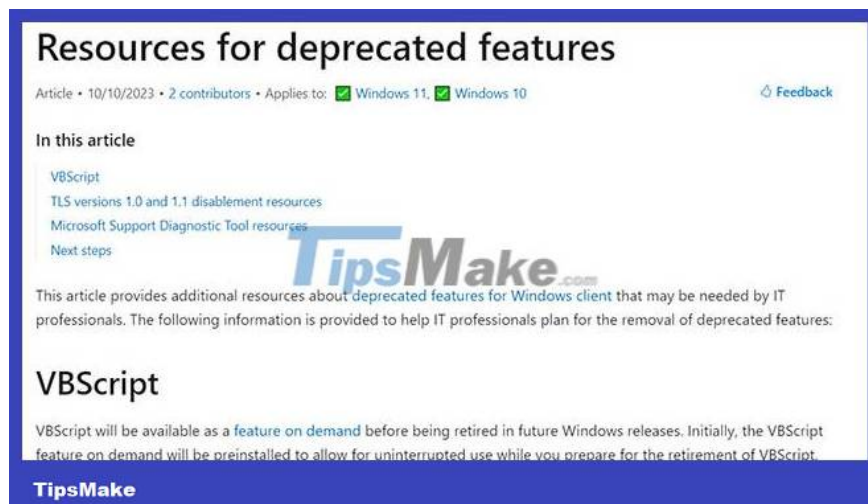 Resources for deprecated features
Article • 10/10/2023 • 2 contributors • Applies to: ✅ Windows 11, ✅ Windows 10
Feedback
In this article
VBScript
TLS versions 1.0 and 1.1 disablement resources
Microsoft Support Diagnostic Tool resources
Next steps
TipsMake.com
This article provides additional resources about deprecated features for Windows client that may be needed by IT
professionals. The following information is provided to help IT professionals plan for the removal of deprecated features:
VBScript
VBScript will be available as a feature on demand before being retired in future Windows releases. Initially, the VBScript
feature on demand will be preinstalled to allow for uninterrupted use while you prepare for the retirement of VBScript.
TipsMake